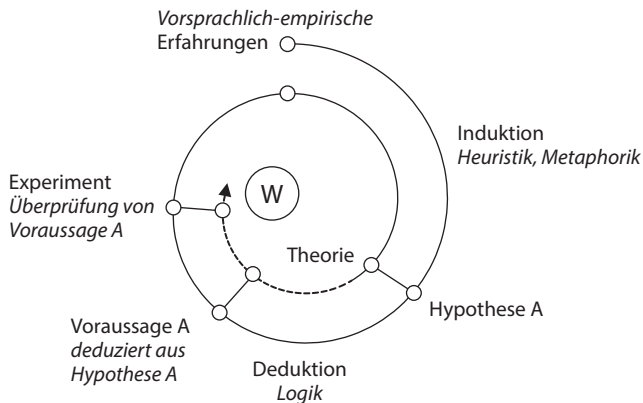 Vorsprachlich-empirische
Erfahrungen
Induktion
Heuristik, Metaphorik
Experiment
Überprüfung von
Voraussage A
W
Theorie
Hypothese A
Voraussage A
deduziert aus
Hypothese A
Deduktion
Logik